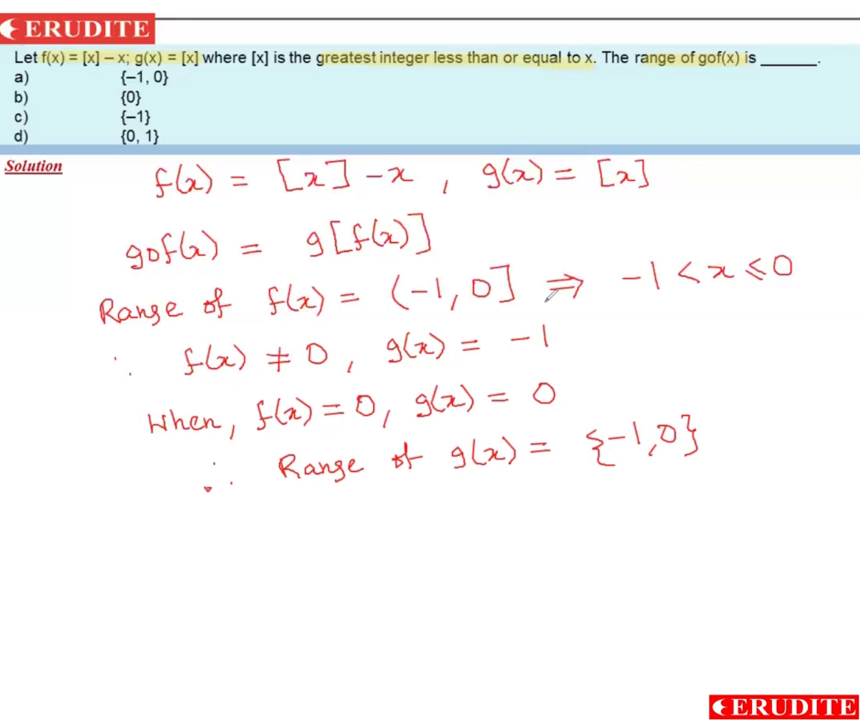 ERUDITE
Let f(x) = [x] – x; g(x) = [x] where [x] is the greatest integer less than or equal to x. The range of gof(x) is ______.
a) {–1, 0}
b) {0}
c) {–1}
d) {0, 1}
Solution
f(x) = [x] - x , g(x) = [x]
gof(x) = g[f(x)]
Range of f(x) = (-1, 0] ⇒ -1 < x ≤ 0
∴ f(x) ≠ 0, g(x) = -1
When, f(x) = 0, g(x) = 0
∴ Range of g(x) = {-1, 0}
ERUDITE